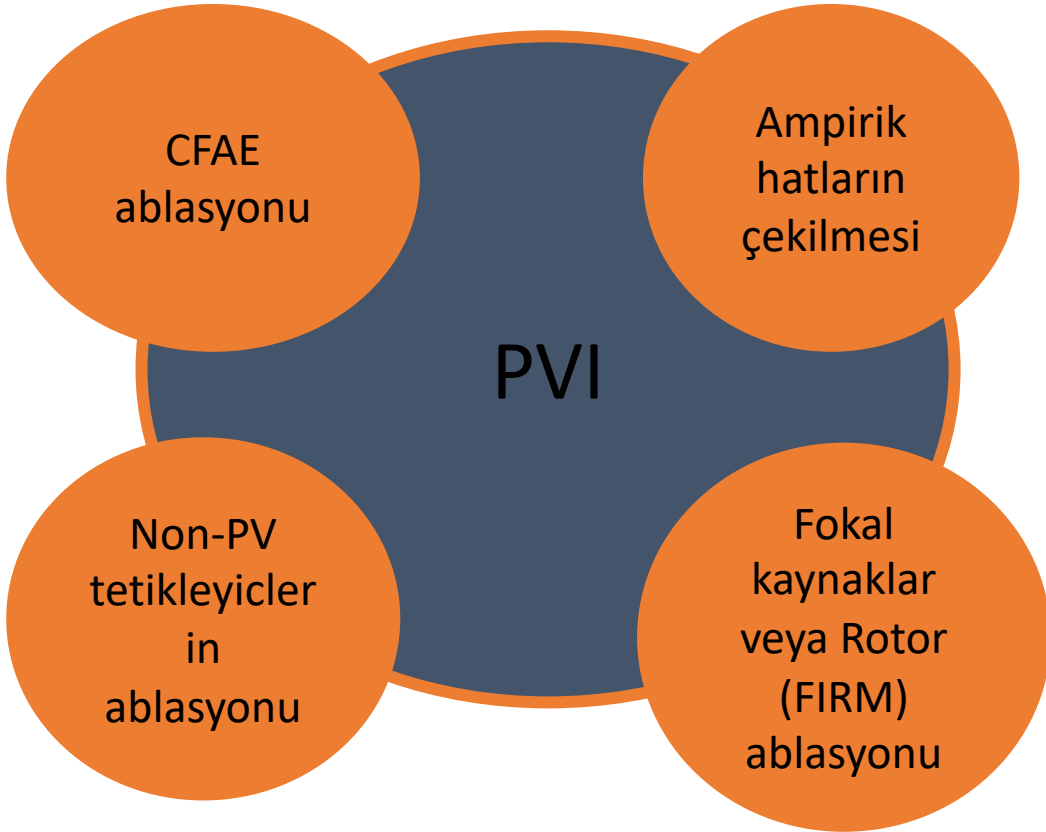 CFAE
ablasyonu
Ampirik
hatların
çekilmesi
PVI
Non-PV
tetikleyicler
in
ablasyonu
Fokal
kaynaklar
veya Rotor
(FIRM)
ablasyonu